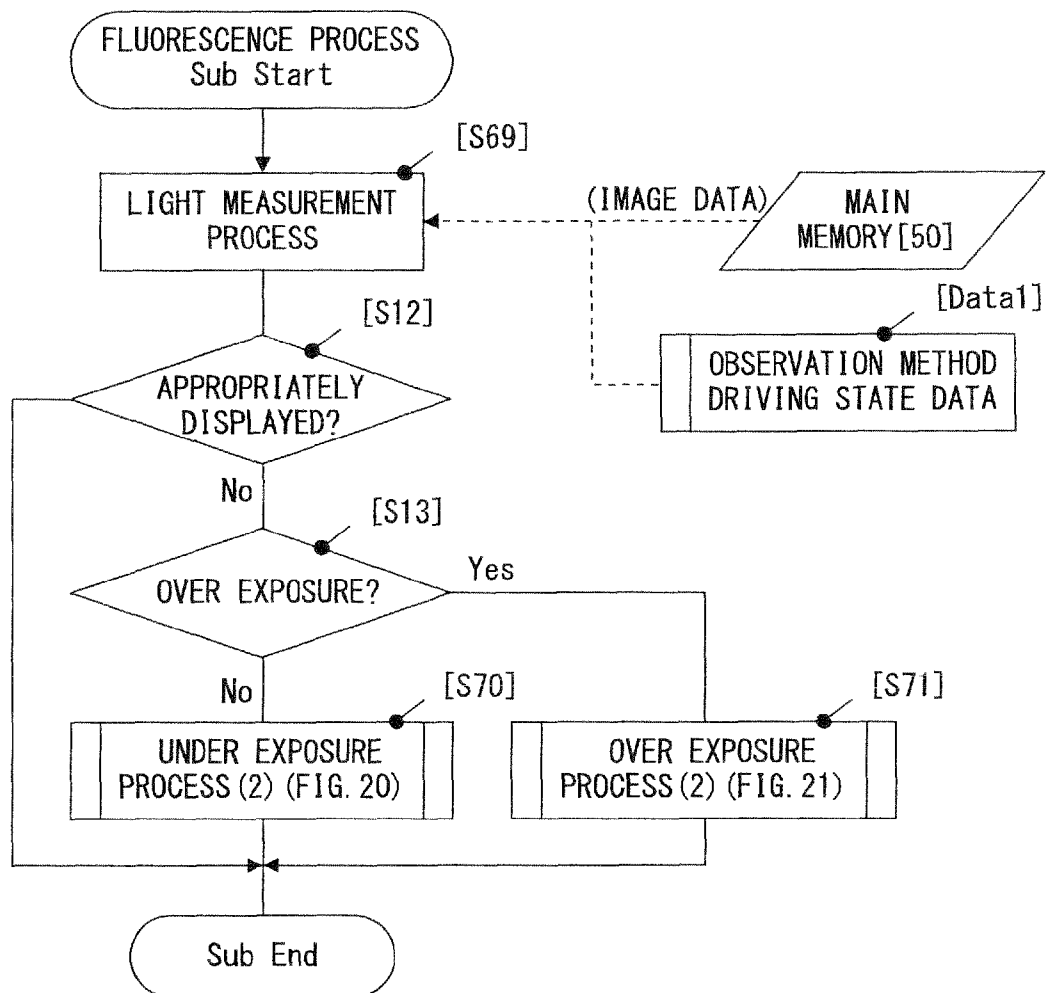 FLUORESCENCE PROCESS
Sub Start
[S69]
LIGHT MEASUREMENT
PROCESS
(IMAGE DATA)
MAIN
MEMORY[50]
[Data1]
OBSERVATION METHOD
DRIVING STATE DATA
[S12]
APPROPRIATELY
DISPLAYED?
No
[S13]
OVER EXPOSURE?
Yes
No
[S70]
UNDER EXPOSURE
PROCESS(2)(FIG.20)
[S71]
OVER EXPOSURE
PROCESS(2)(FIG.21)
Sub End